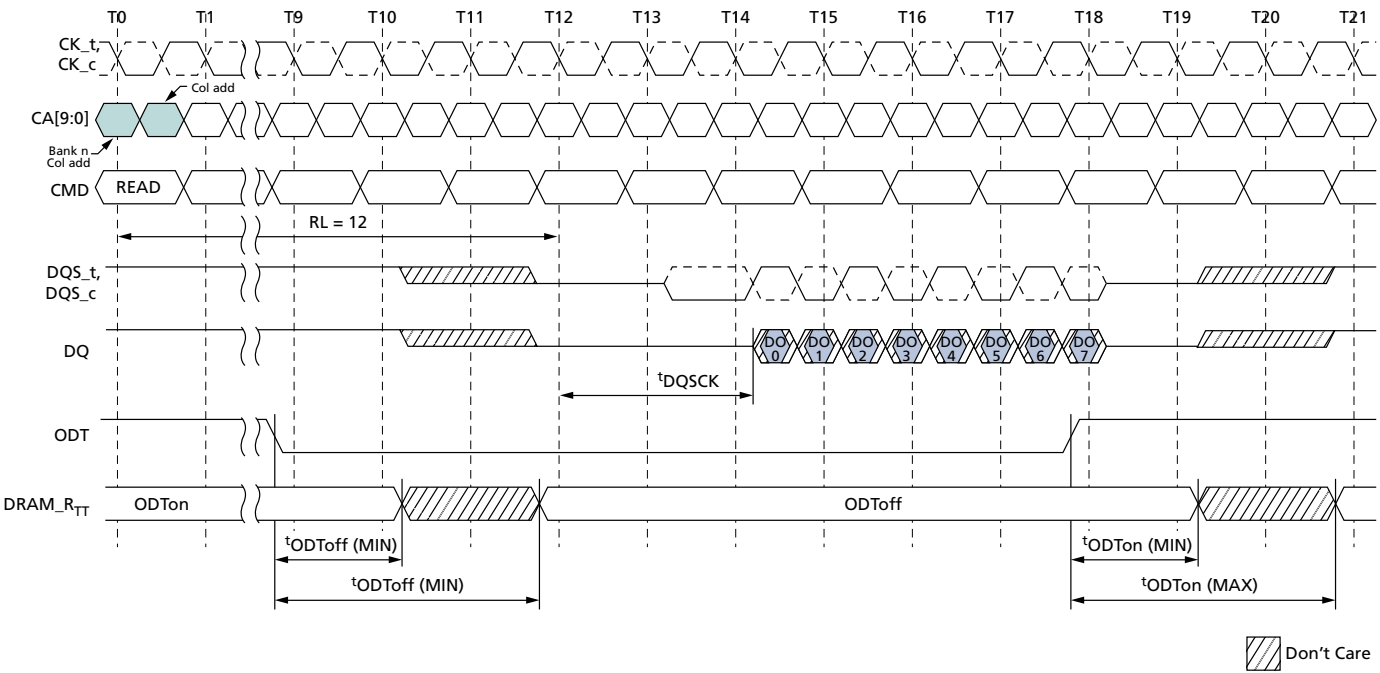 T0 T1 T9 T10 T11 T12 T13 T14 T15 T16 T17 T18 T19 T20 T21
CK_t,
CK_c
Col add
CA[9:0]
Bank n
Col add
CMD READ
RL = 12
DQS_t,
DQS_c
DQ DO 0 DO 1 DO 2 DO 3 DO 4 DO 5 DO 6 DO 7
tDQSCK
ODT
DRAM_RTT ODTon ODToff
tODToff (MIN) tODTon (MIN)
tODToff (MIN) tODTon (MAX)
Don't Care